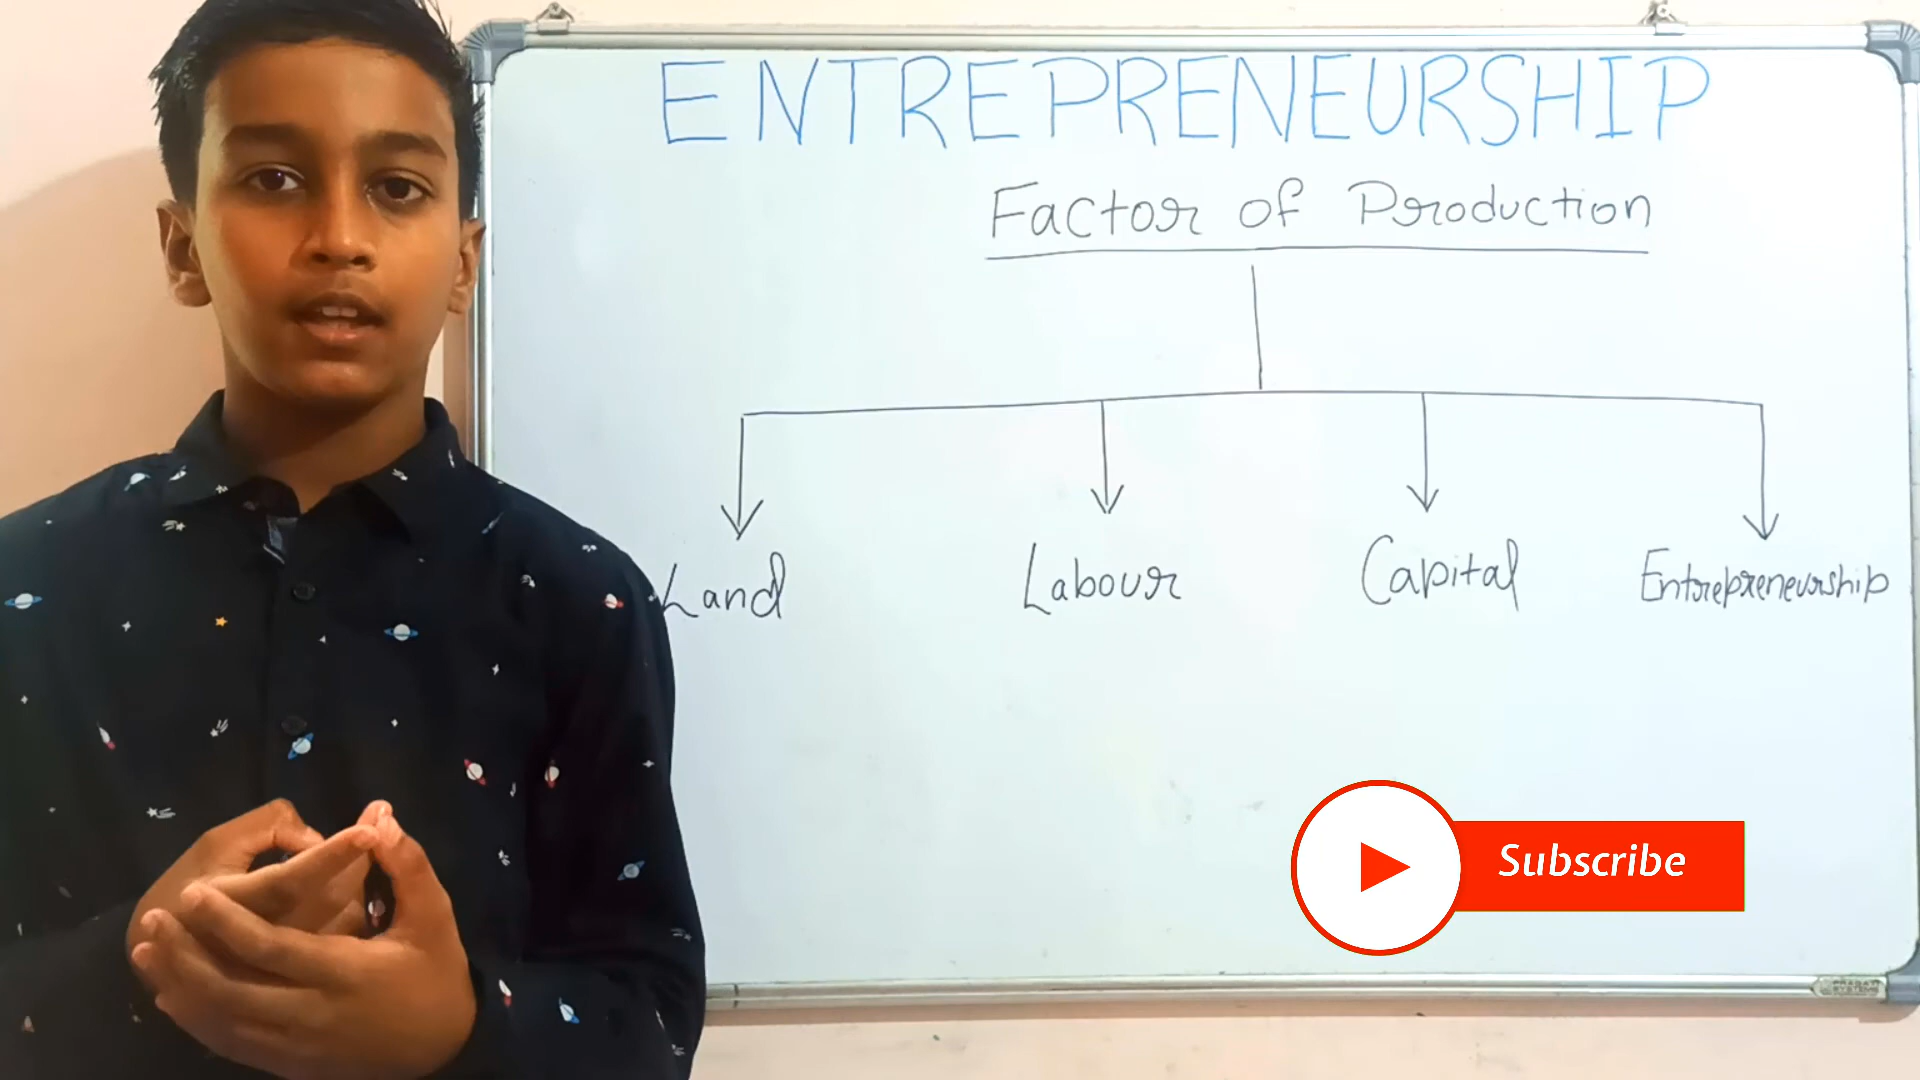 ENTREPRENEURSHIP
Factor of Production
Land Labour Capital Entrepreneurship
Subscribe